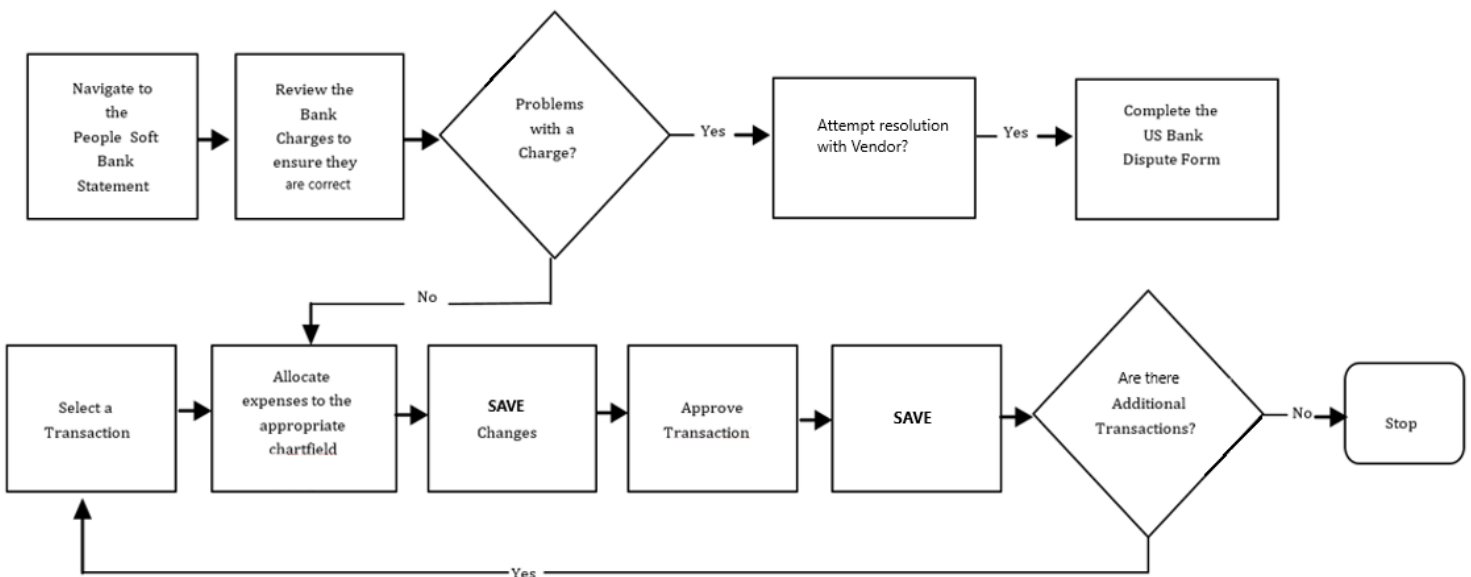 Navigate to
the
People Soft
Bank
Statement
Review the
Bank
Charges to
ensure they
are correct
Problems
with a
Charge?
Yes
Attempt resolution
with Vendor?
Yes
Complete the
US Bank
Dispute Form
No
Select a
Transaction
Allocate
expenses to the
appropriate
chartfield
SAVE
Changes
Approve
Transaction
SAVE
Are there
Additional
Transactions?
No
Stop
Yes